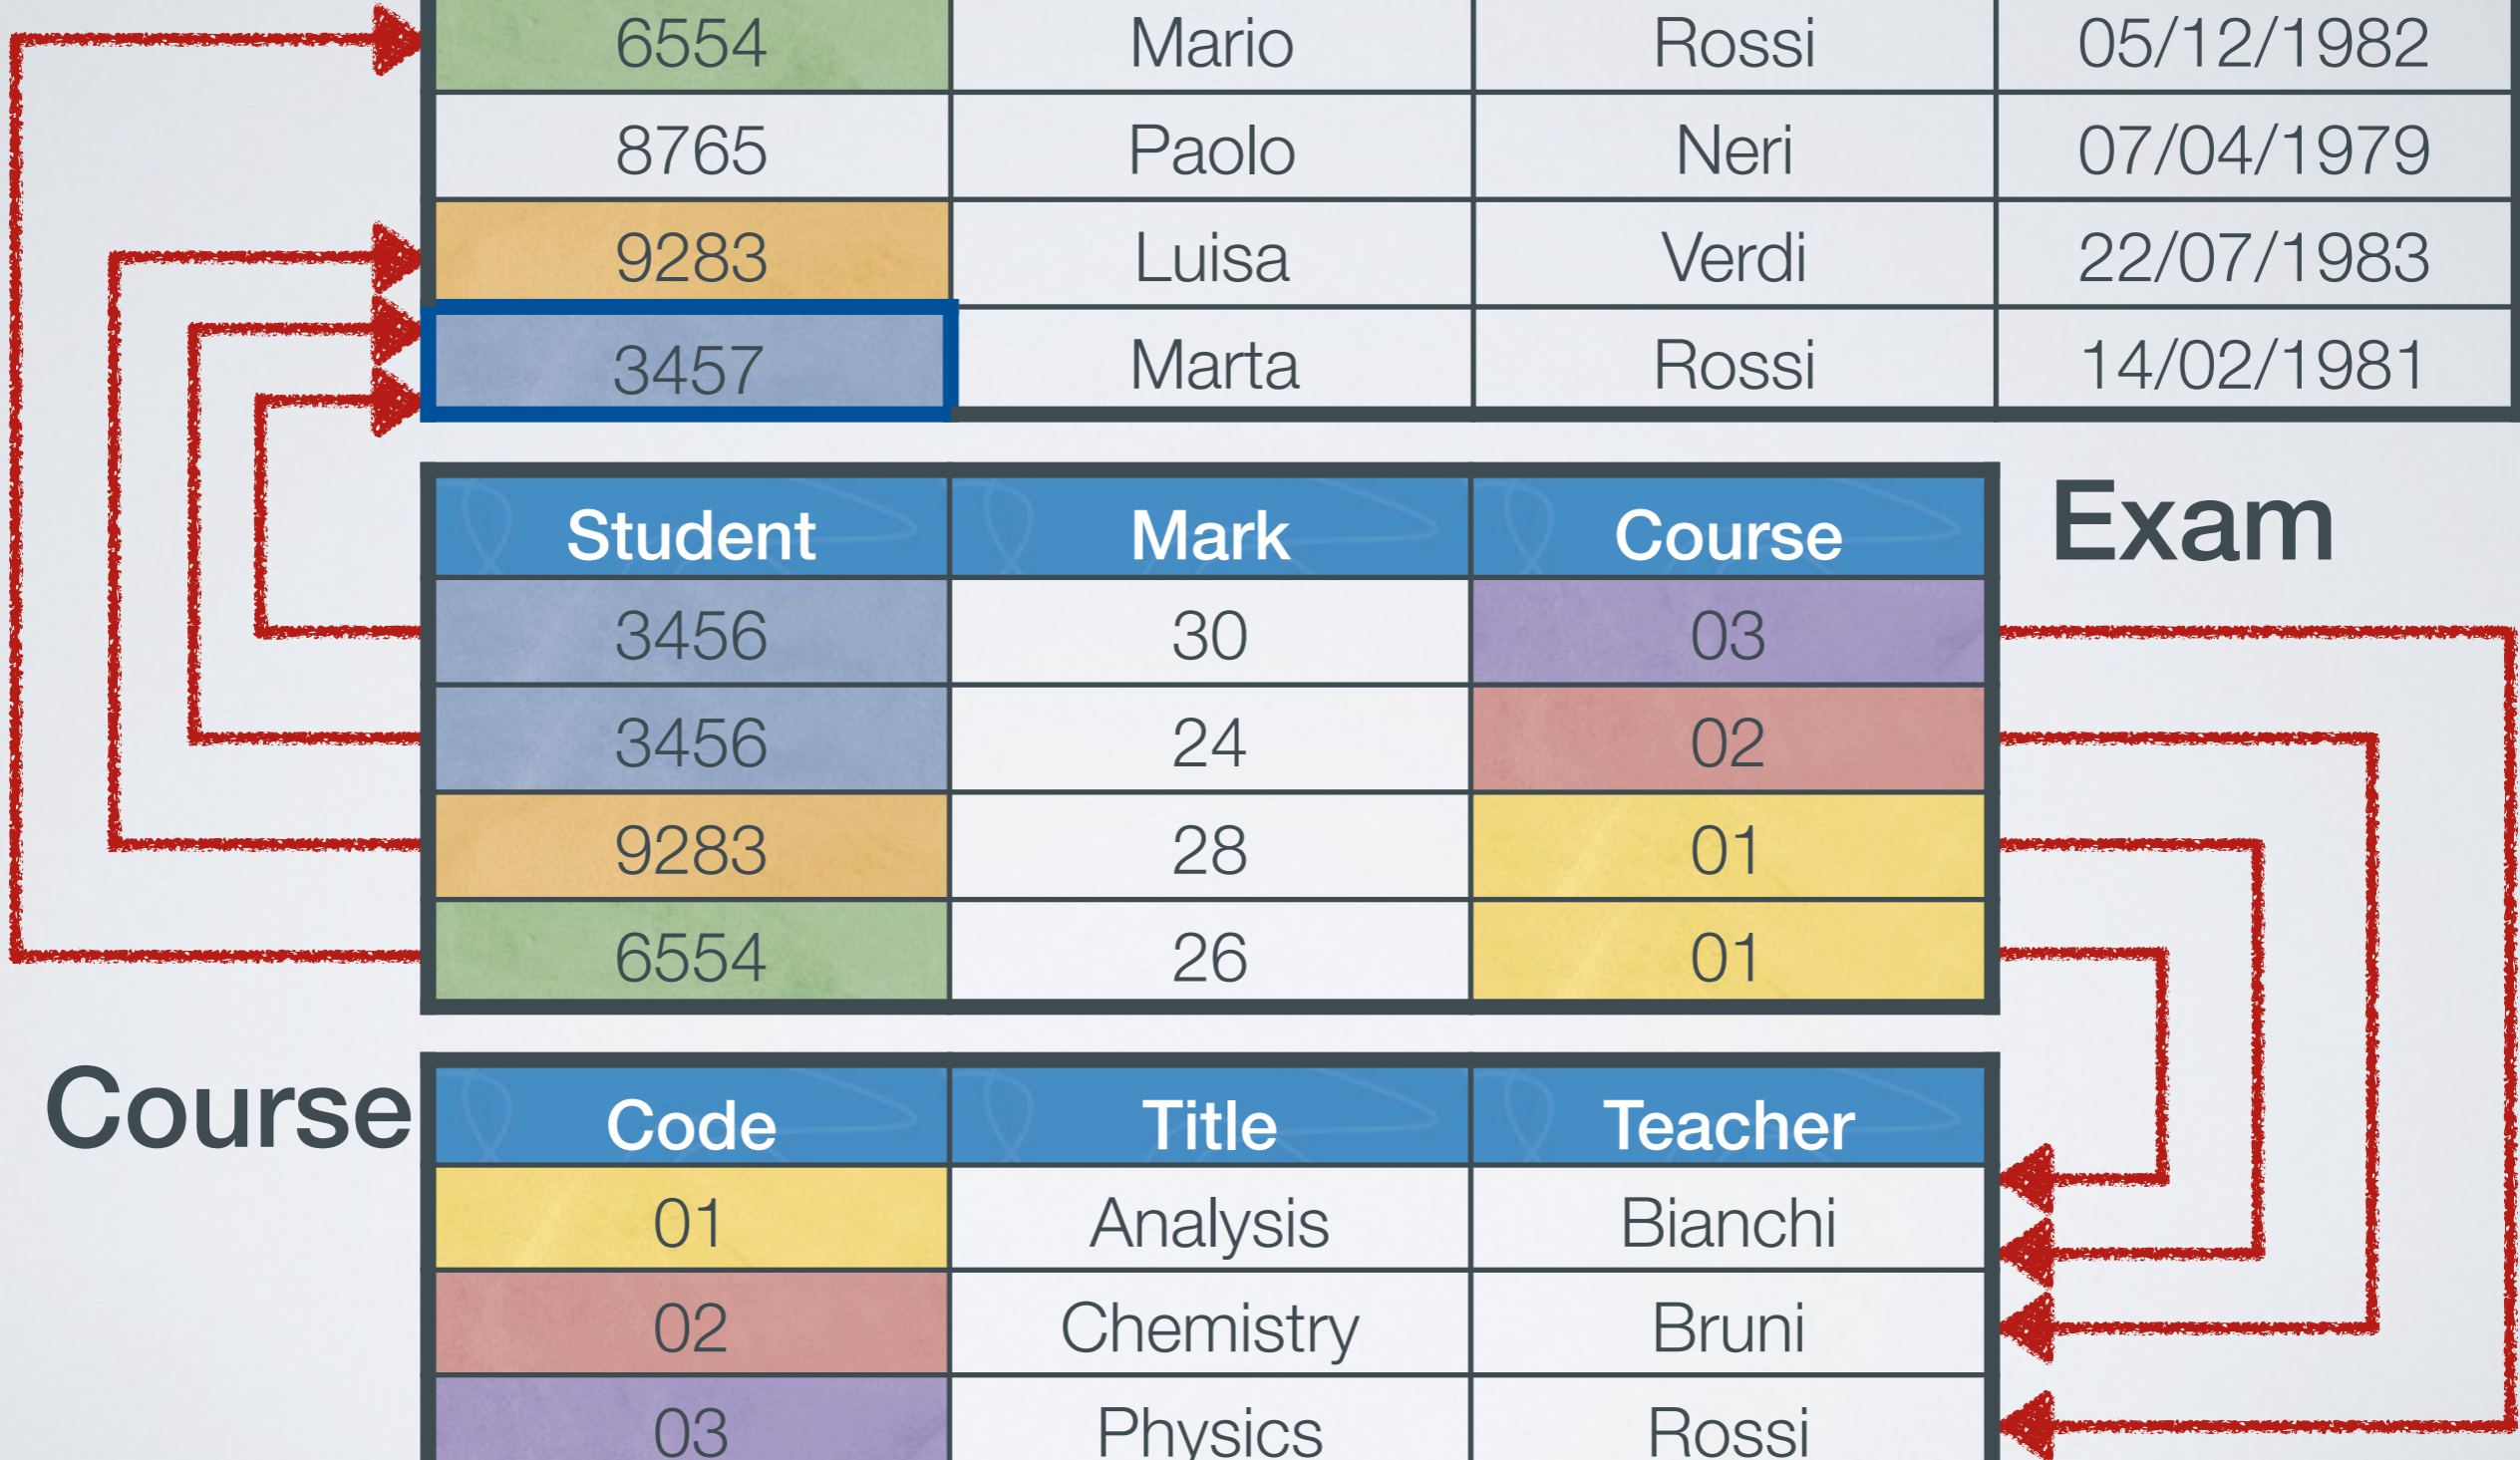 6554 Mario Rossi 05/12/1982
8765 Paolo Neri 07/04/1979
9283 Luisa Verdi 22/07/1983
3457 Marta Rossi 14/02/1981
Exam
Student Mark Course
3456 30 03
3456 24 02
9283 28 01
6554 26 01
Course
Code Title Teacher
01 Analysis Bianchi
02 Chemistry Bruni
03 Physics Rossi